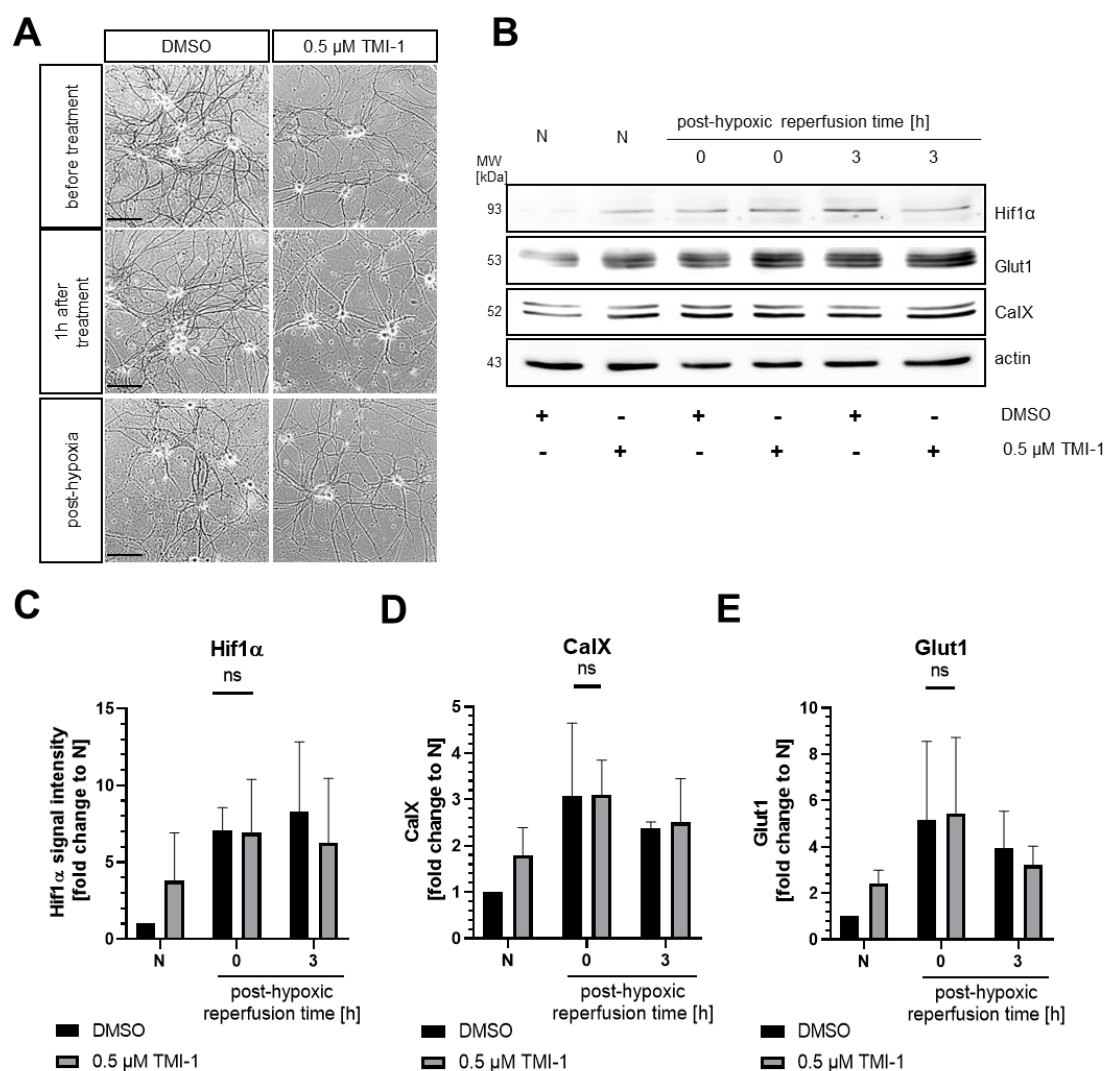 A
DMSO
0.5 µM TMI-1
before treatment
1h after
treatment
post-hypoxia
B
N
N
post-hypoxic reperfusion time [h]
0
0
3
3
MW
[kDa]
93
Hif1α
53
Glut1
52
CalX
43
actin
+ - + - + - DMSO
- + - + - + 0.5 µM TMI-1
C
Hif1α
ns
Hif1α signal intensity
[fold change to N]
15
10
5
0
N
0
3
post-hypoxic
reperfusion time [h]
DMSO
0.5 µM TMI-1
D
CalX
ns
CalX
[fold change to N]
5
4
3
2
1
0
N
0
3
post-hypoxic
reperfusion time [h]
DMSO
0.5 µM TMI-1
E
Glut1
ns
Glut1
[fold change to N]
10
8
6
4
2
0
N
0
3
post-hypoxic
reperfusion time [h]
DMSO
0.5 µM TMI-1